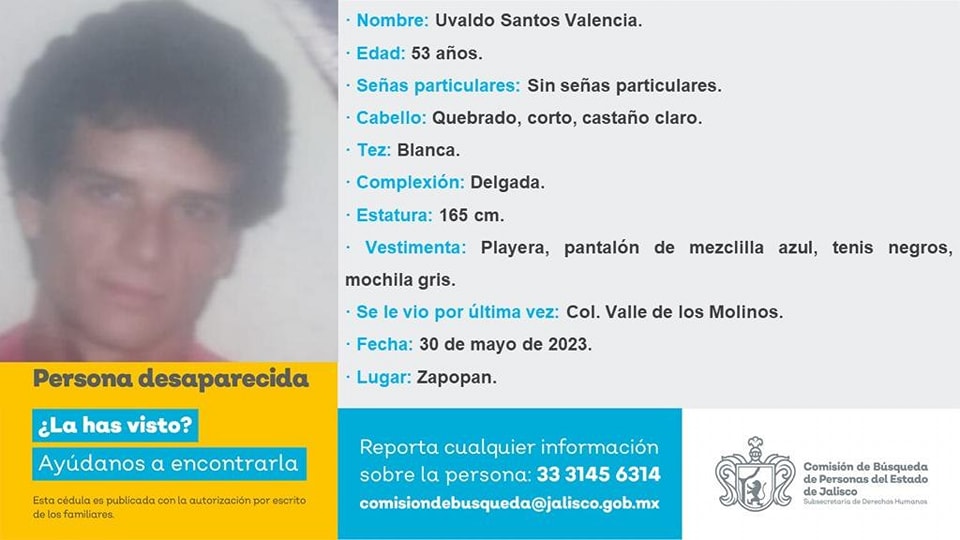 · Nombre: Uvaldo Santos Valencia.
· Edad: 53 años.
· Señas particulares: Sin señas particulares.
· Cabello: Quebrado, corto, castaño claro.
· Tez: Blanca.
· Complexión: Delgada.
· Estatura: 165 cm.
· Vestimenta: Playera, pantalón de mezclilla azul, tenis negros,
mochila gris.
· Se le vio por última vez: Col. Valle de los Molinos.
· Fecha: 30 de mayo de 2023.
· Lugar: Zapopan.
Persona desaparecida
¿La has visto?
Ayúdanos a encontrarla
Esta cédula es publicada con la autorización por escrito
de los familiares.
Reporta cualquier información
sobre la persona: 33 3145 6314
comisiondebusqueda@jalisco.gob.mx
Comisión de Búsqueda
de Personas del Estado
de Jalisco
Subsecretaría de Derechos Humanos